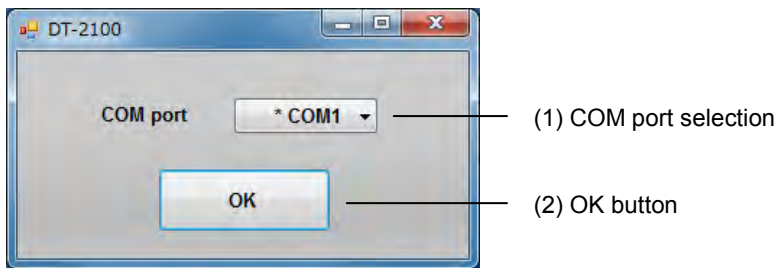 DT-2100
COM port
* COM1
(1) COM port selection
OK
(2) OK button